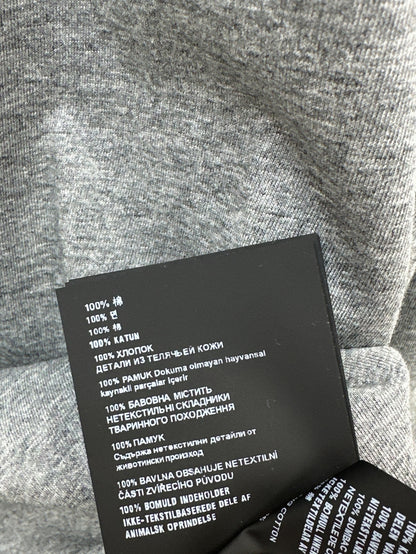 100% 棉
100% 면
100% 棉
100% KATUN
100% ХЛОПОК
ДЕТАЛИ ИЗ ТЕЛЯЧЬЕЙ КОЖИ
100% PAMUK Dokuma olmayan hayvansal
kaynakli parçalar içerir
100% БАВОВНА МІСТИТЬ
НЕТЕКСТИЛЬНІ СКЛАДНИКИ
ТВАРИННОГО ПОХОДЖЕННЯ
100% ПАМУК
Съдържа нетекстилни детайли от
животински произход
100% BAVLNA OBSAHUJE NETEXTILNÍ
ČÁSTI ZVÍŘECÍHO PŮVODU
100% BOMULD INDEHOLDER
IKKE-TEKSTILBASEREDE DELE AF
ANIMALSK OPRINDELSE
COTTON